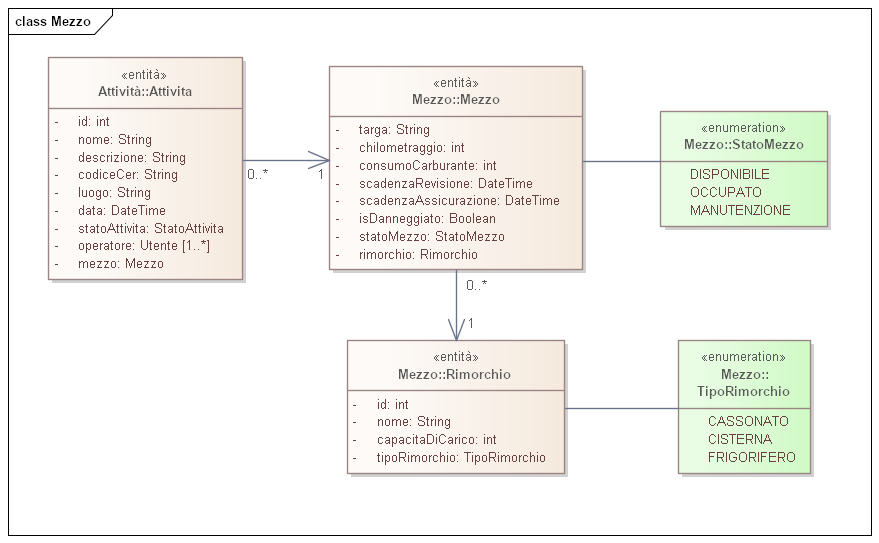 class Mezzo
«entità»
Attività::Attivita
- id: int
- nome: String
- descrizione: String
- codiceCer: String
- luogo: String
- data: DateTime
- statoAttivita: StatoAttivita
- operatore: Utente [1..*]
- mezzo: Mezzo
0..*
1
«entità»
Mezzo::Mezzo
- targa: String
- chilometraggio: int
- consumoCarburante: int
- scadenzaRevisione: DateTime
- scadenzaAssicurazione: DateTime
- isDanneggiato: Boolean
- statoMezzo: StatoMezzo
- rimorchio: Rimorchio
«enumeration»
Mezzo::StatoMezzo
DISPONIBILE
OCCUPATO
MANUTENZIONE
0..*
1
«entità»
Mezzo::Rimorchio
- id: int
- nome: String
- capacitaDiCarico: int
- tipoRimorchio: TipoRimorchio
«enumeration»
Mezzo::
TipoRimorchio
CASSONATO
CISTERNA
FRIGORIFERO